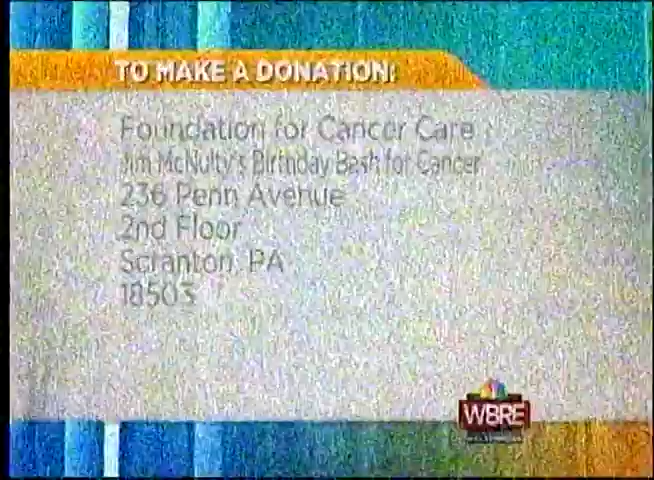 TO MAKE A DONATION:
Foundation for Cancer Care
Jim McNulty's Birthday Bash for Cancer
236 Penn Avenue
2nd Floor
Scranton, PA
18503
WBRE